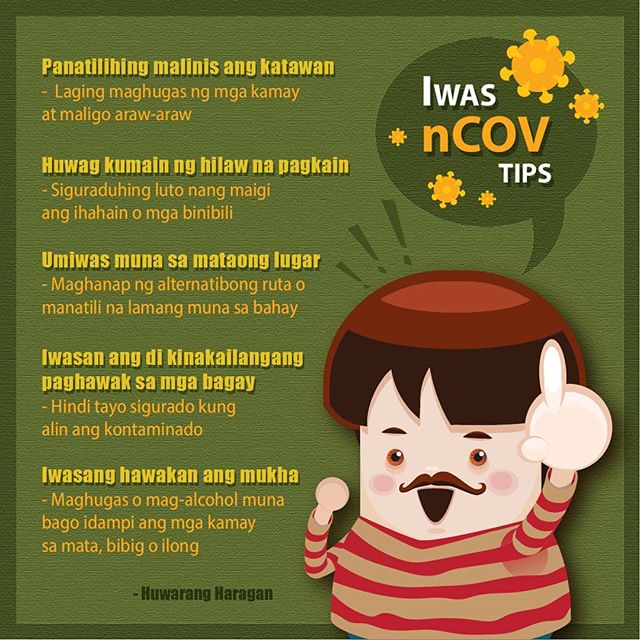 Panatilihing malinis ang katawan
- Laging maghugas ng mga kamay
at maligo araw-araw
Huwag kumain ng hilaw na pagkain
- Siguraduhing luto nang maigi
ang ihahain o mga binibili
Umiwas muna sa mataong lugar
- Maghanap ng alternatibong ruta o
manatili na lamang muna sa bahay
Iwasan ang di kinakailangang
paghawak sa mga bagay
- Hindi tayo sigurado kung
alin ang kontaminado
Iwasang hawakan ang mukha
- Maghugas o mag-alcohol muna
bago idampi ang mga kamay
sa mata, bibig o ilong
- Huwarang Haragan
IWAS
nCOV
TIPS